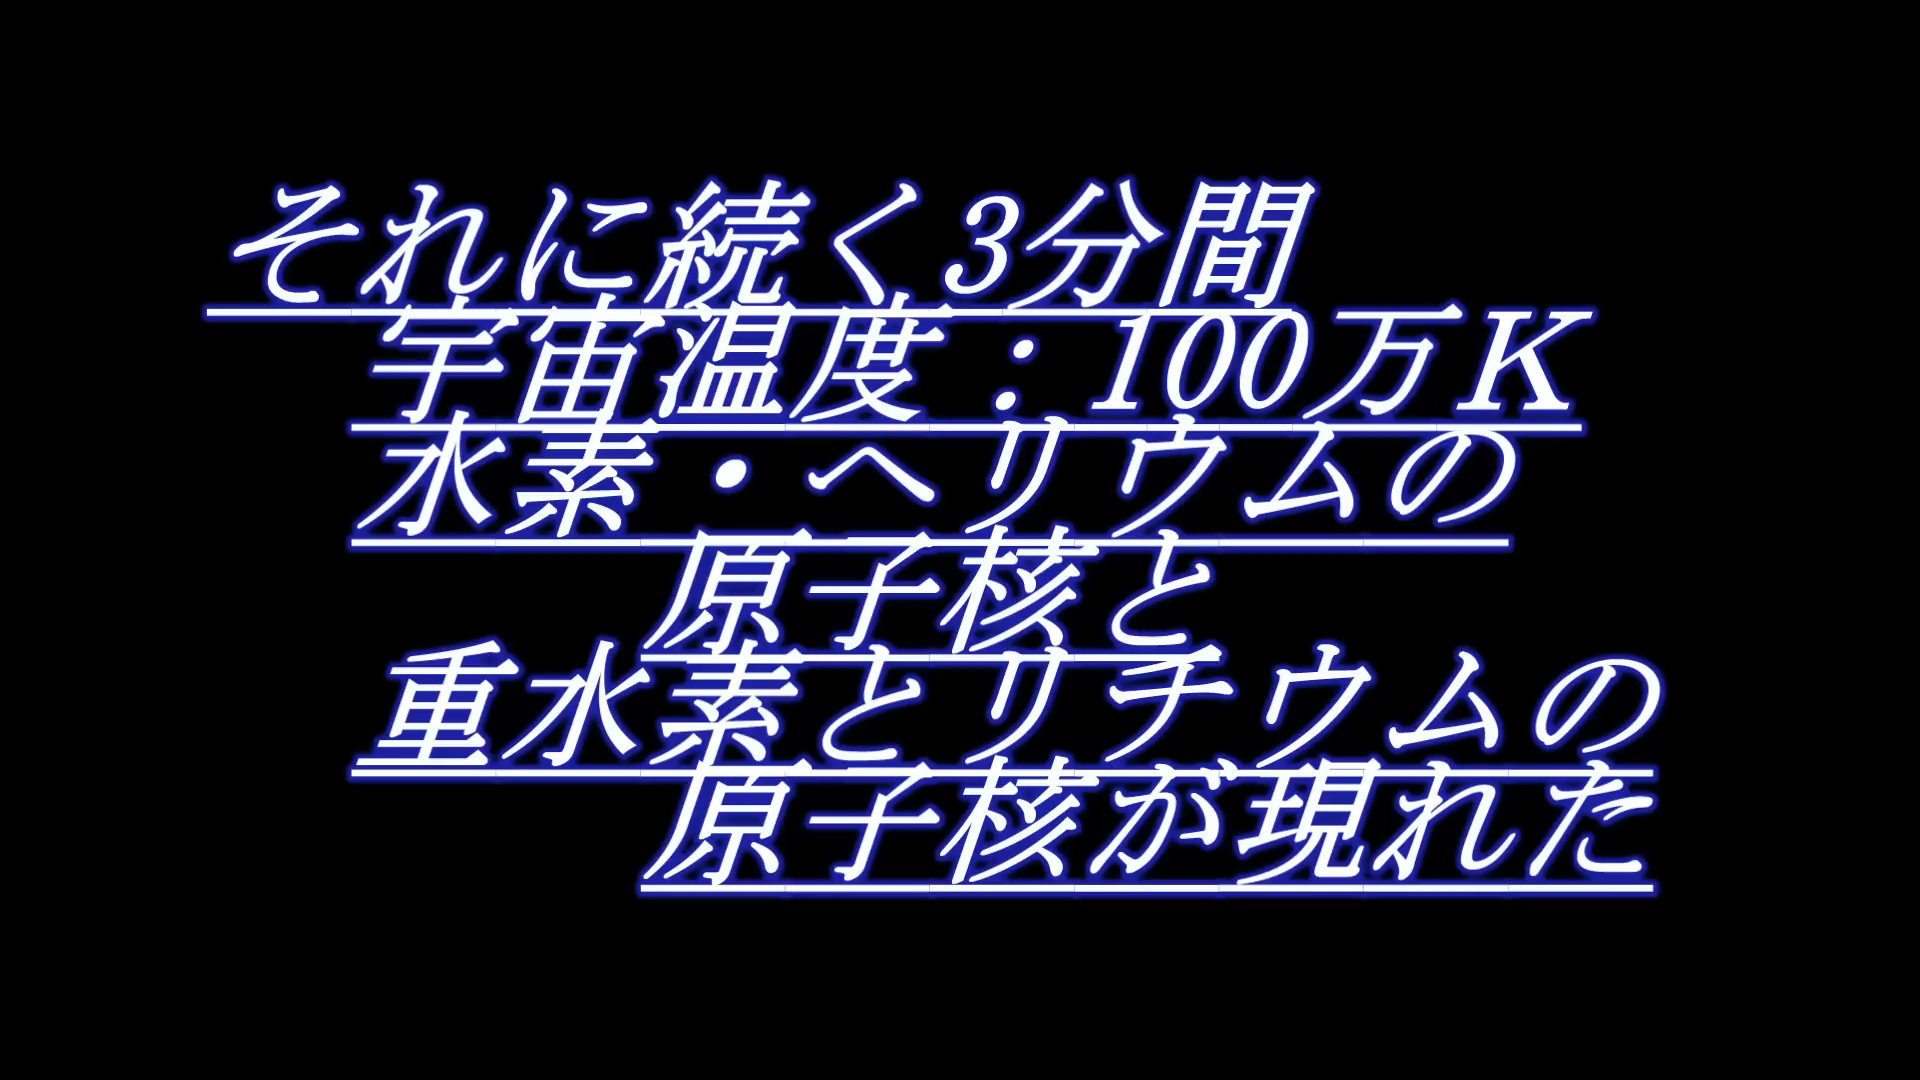 それに続く3分間
宇宙温度：100万K
水素・ヘリウムの
原子核と
重水素とリチウムの
原子核が現れた